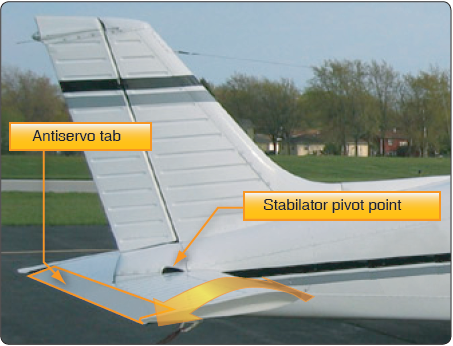 Antiservo tab
Stabilator pivot point